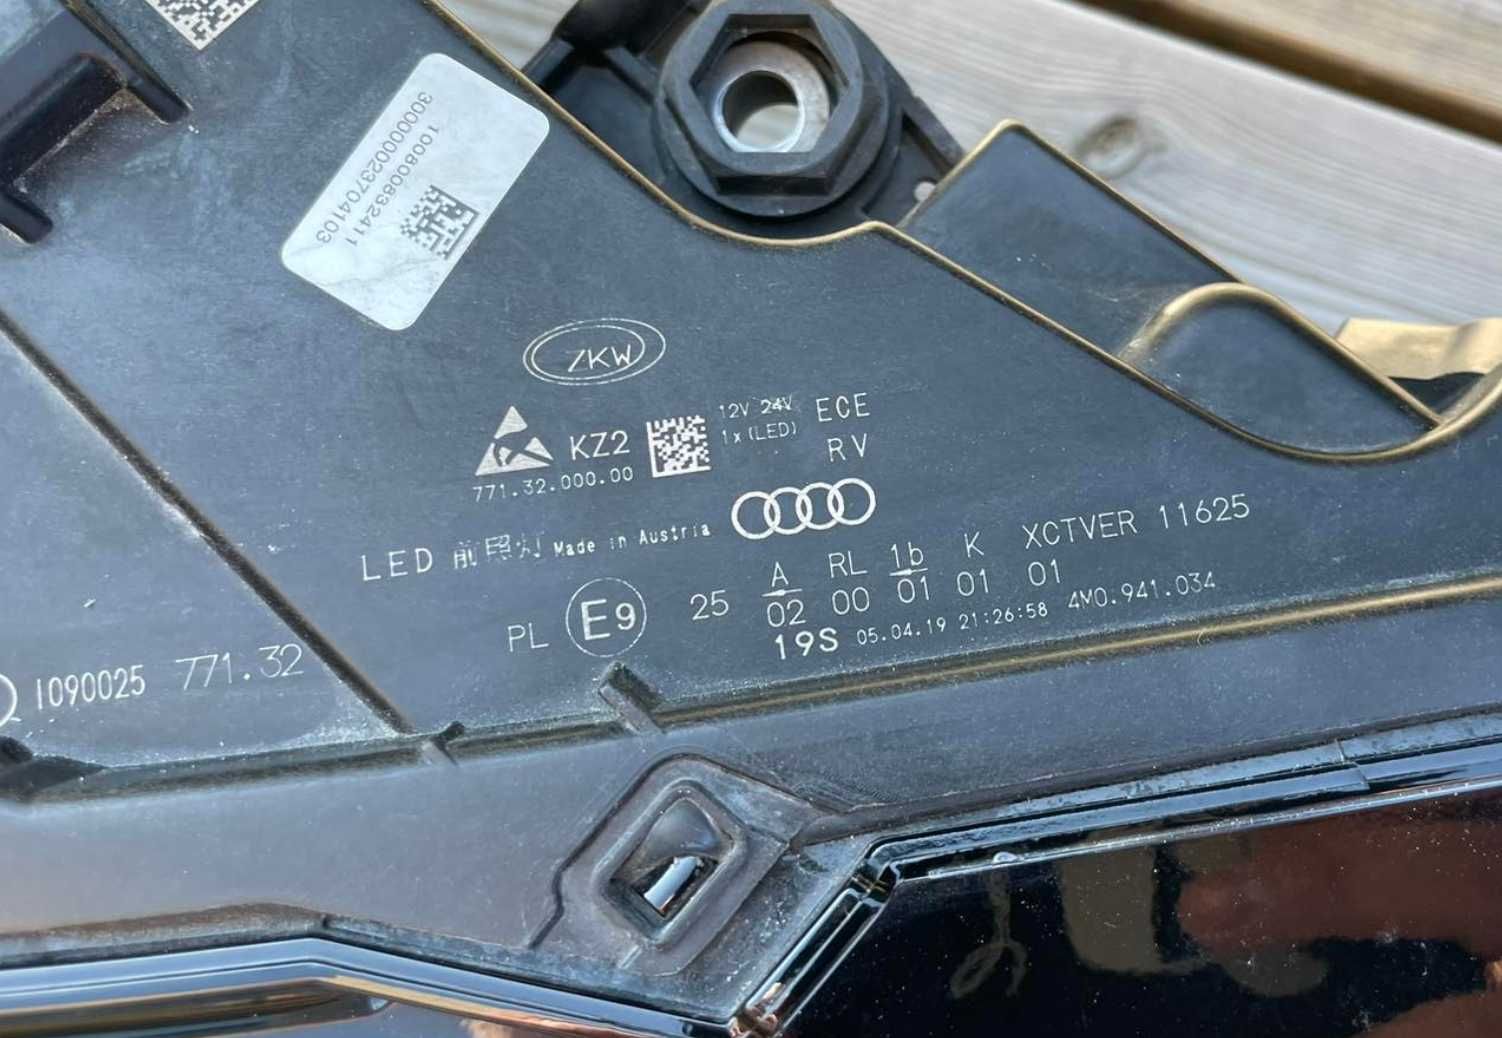 3000000023704103
100800832411
ZKW
KZ2
12V 24V
1x(LED)
ECE
RV
771.32.000.00
LED 前照灯 Made in Austria
A RL 1b K XCTVER 11625
PL E9 25 02 00 01 01 01
19S 05.04.19 21:26:58 4M0.941.034
1090025 771.32